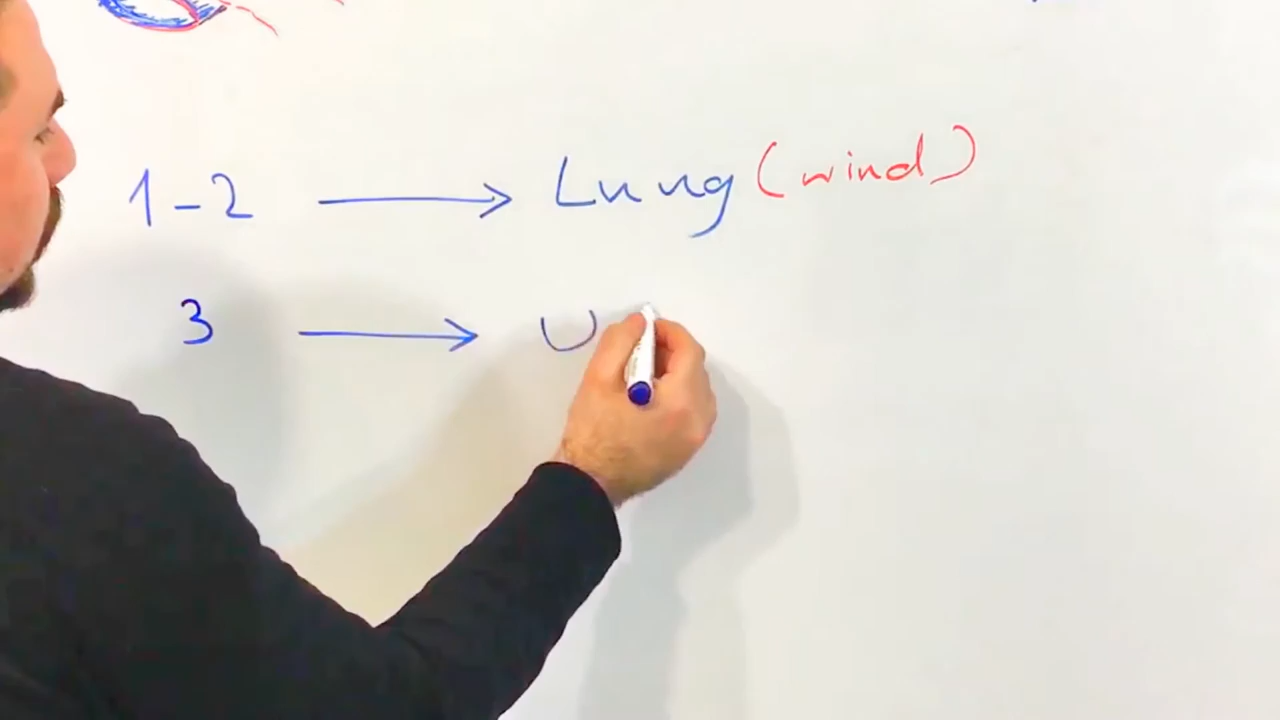 1-2 → Lung (wind)
3 → U